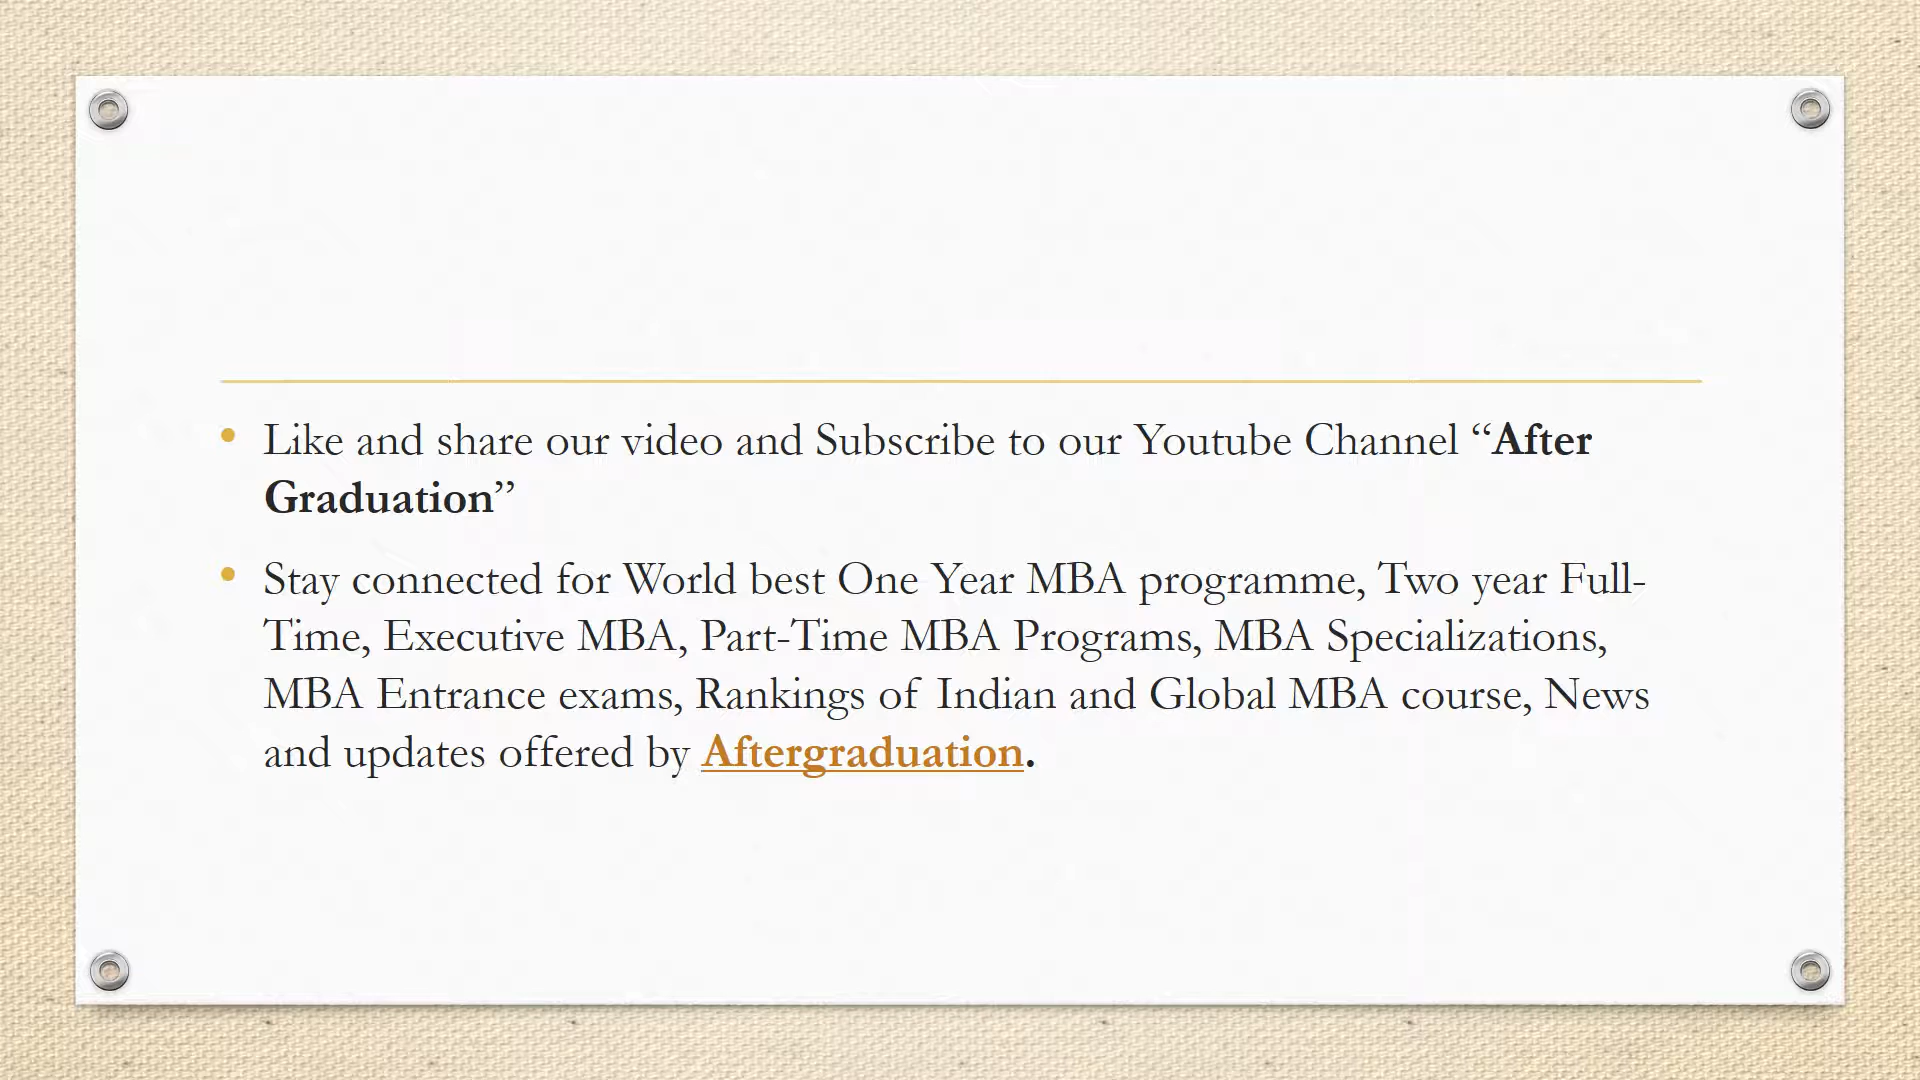 Like and share our video and Subscribe to our Youtube Channel “After
Graduation”
Stay connected for World best One Year MBA programme, Two year Full-
Time, Executive MBA, Part-Time MBA Programs, MBA Specializations,
MBA Entrance exams, Rankings of Indian and Global MBA course, News
and updates offered by Aftergraduation.